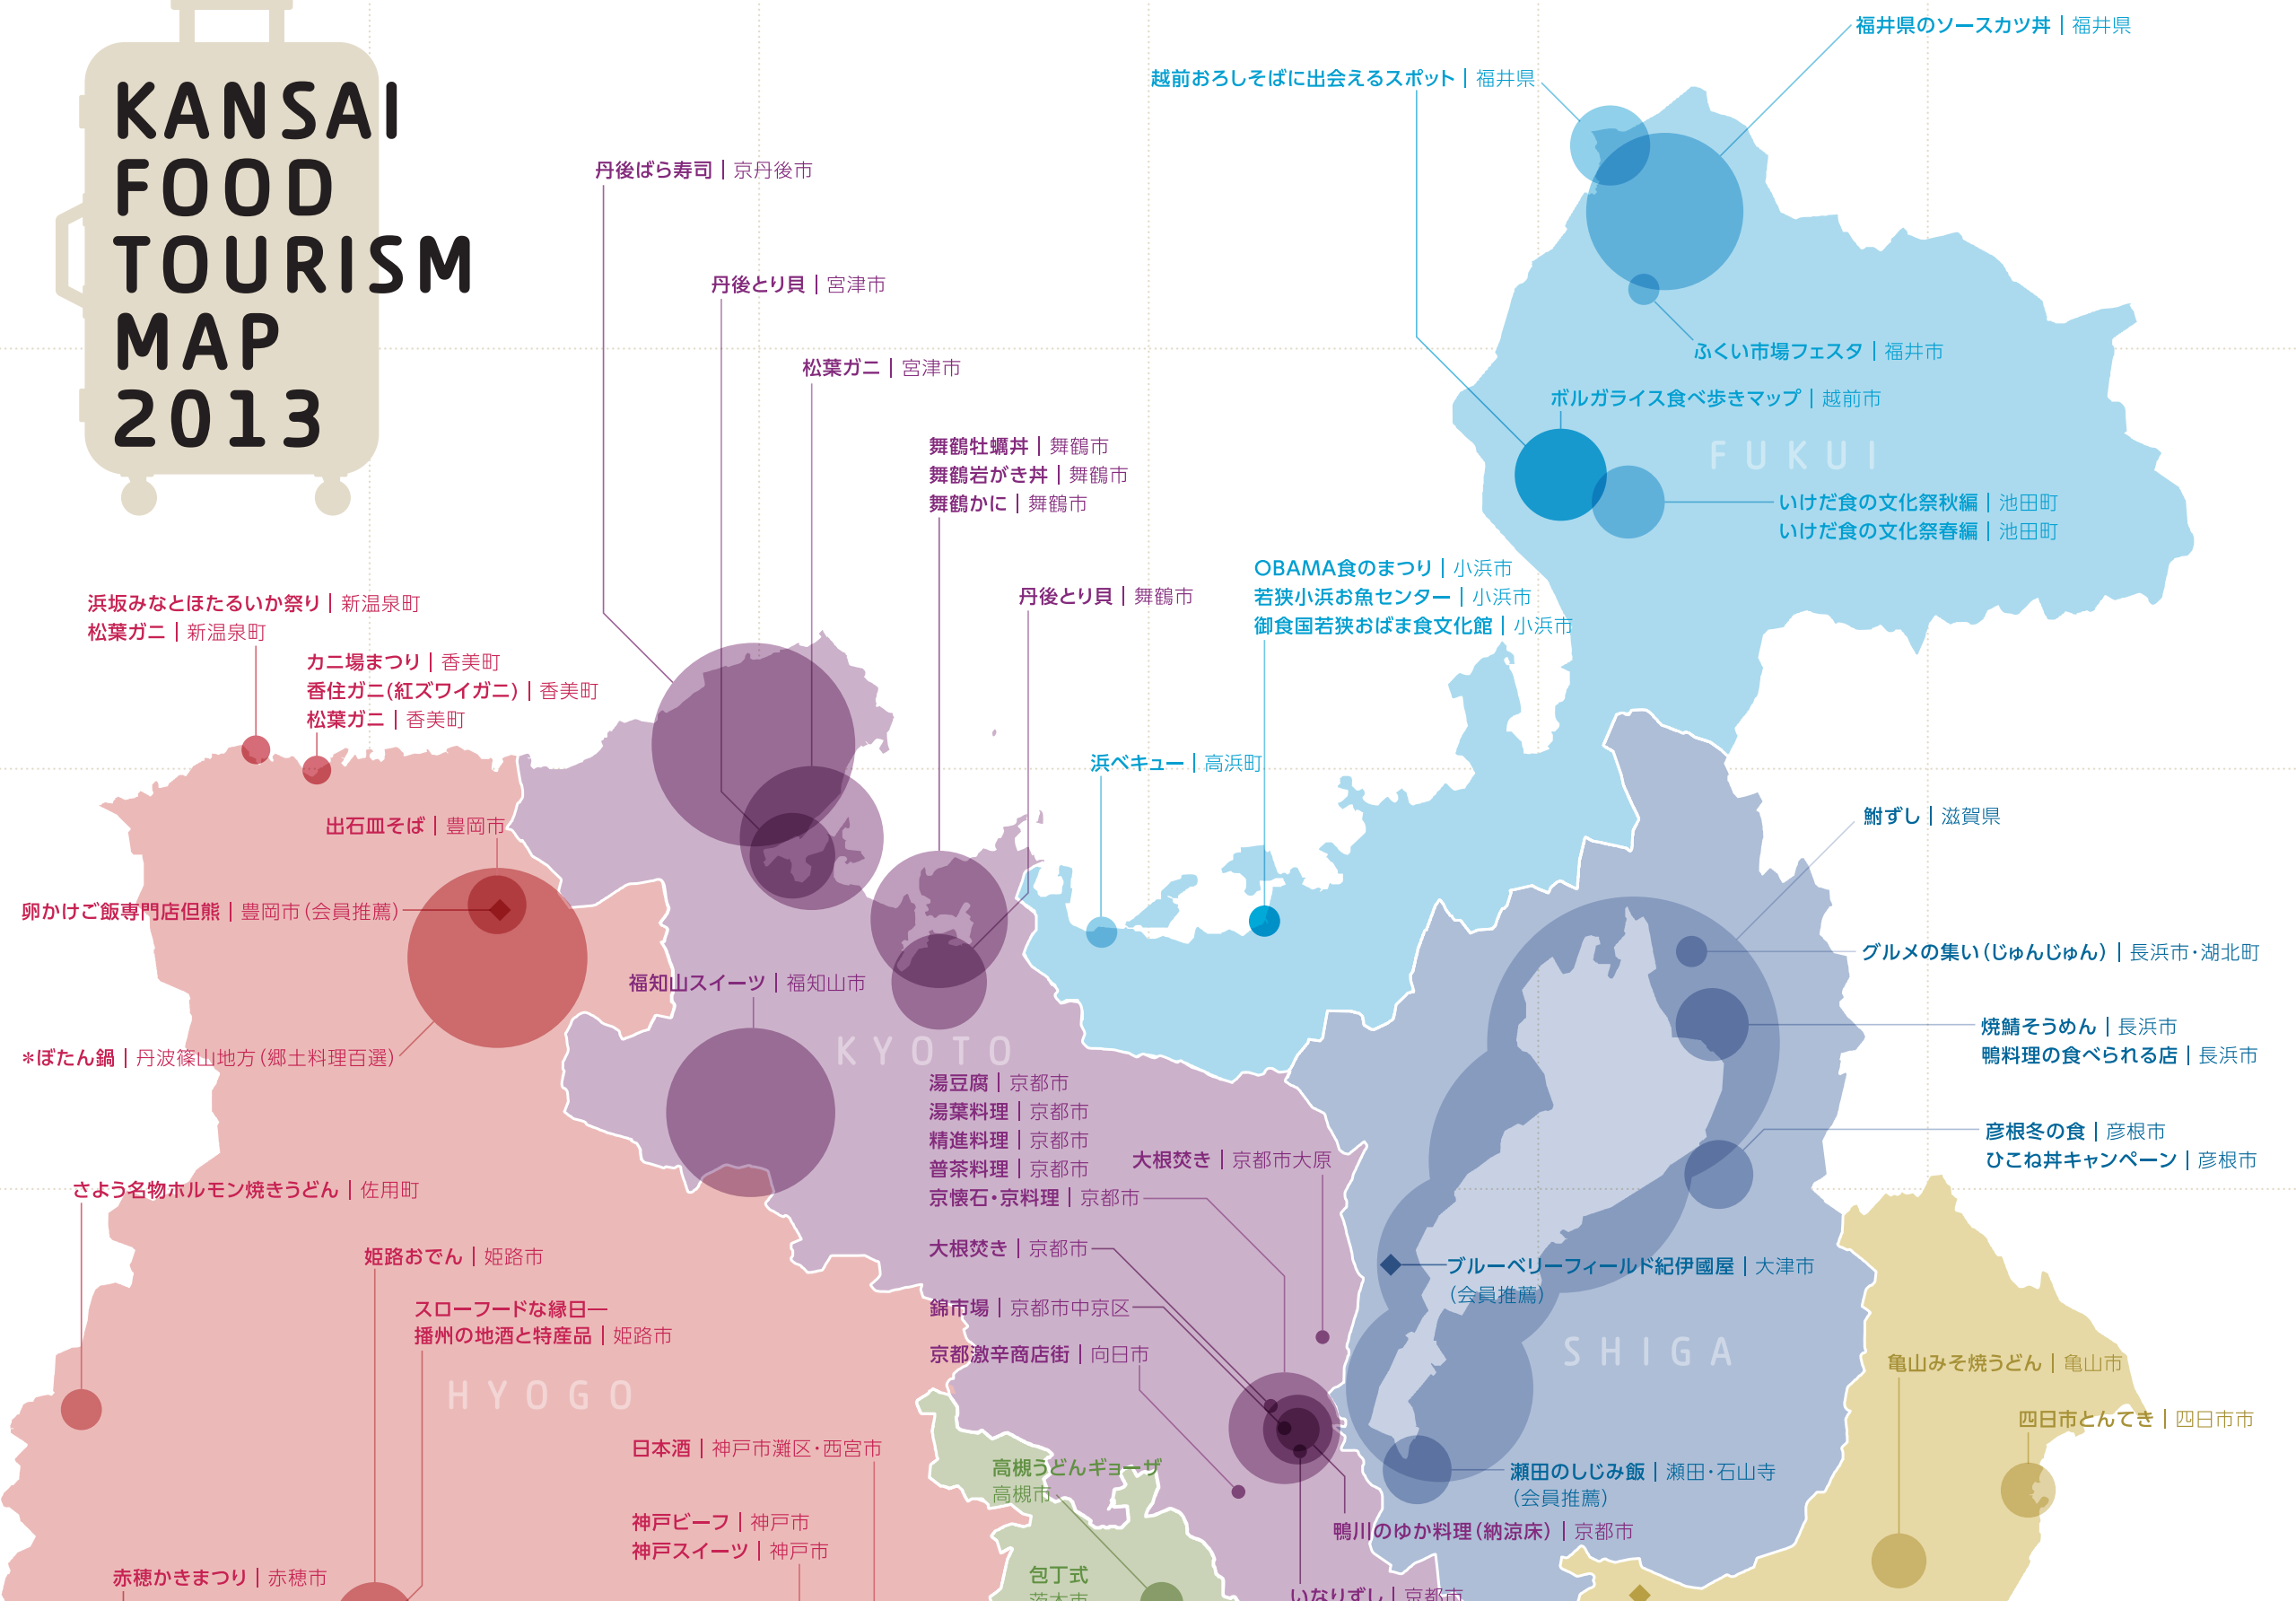 KANSAI
FOOD
TOURISM
MAP
2013
福井県のソースカツ丼｜福井県
越前おろしそばに出会えるスポット｜福井県
丹後ばら寿司｜京丹後市
丹後とり貝｜宮津市
ふくい市場フェスタ｜福井市
松葉ガニ｜宮津市
ボルガライス食べ歩きマップ｜越前市
FUKUI
舞鶴牡蠣丼｜舞鶴市
舞鶴岩がき丼｜舞鶴市
舞鶴かに｜舞鶴市
いけだ食の文化祭秋編｜池田町
いけだ食の文化祭春編｜池田町
OBAMA食のまつり｜小浜市
若狭小浜お魚センター｜小浜市
御食国若狭おばま食文化館｜小浜市
丹後とり貝｜舞鶴市
浜坂みなとほたるいか祭り｜新温泉町
松葉ガニ｜新温泉町
カニ場まつり｜香美町
香住ガニ(紅ズワイガニ)｜香美町
松葉ガニ｜香美町
浜ベキュー｜高浜町
出石皿そば｜豊岡市
鮒ずし｜滋賀県
卵かけご飯専門店但熊｜豊岡市(会員推薦)
グルメの集い(じゅんじゅん)｜長浜市・湖北町
福知山スイーツ｜福知山市
焼鯖そうめん｜長浜市
鴨料理の食べられる店｜長浜市
＊ぼたん鍋｜丹波篠山地方(郷土料理百選)
KYOTO
湯豆腐｜京都市
湯葉料理｜京都市
精進料理｜京都市
普茶料理｜京都市
京懐石・京料理｜京都市
大根焚き｜京都市大原
彦根冬の食｜彦根市
ひこね丼キャンペーン｜彦根市
さよう名物ホルモン焼きうどん｜佐用町
大根焚き｜京都市
姫路おでん｜姫路市
ブルーベリーフィールド紀伊國屋｜大津市
(会員推薦)
スローフードな縁日―
播州の地酒と特産品｜姫路市
錦市場｜京都市中京区
京都激辛商店街｜向日市
SHIGA
亀山みそ焼うどん｜亀山市
HYOGO
四日市とんてき｜四日市市
日本酒｜神戸市灘区・西宮市
高槻うどんギョーザ
高槻市
瀬田のしじみ飯｜瀬田・石山寺
(会員推薦)
神戸ビーフ｜神戸市
神戸スイーツ｜神戸市
鴨川のゆか料理(納涼床)｜京都市
赤穂かきまつり｜赤穂市
包丁式
茨木市
いなりずし｜京都市